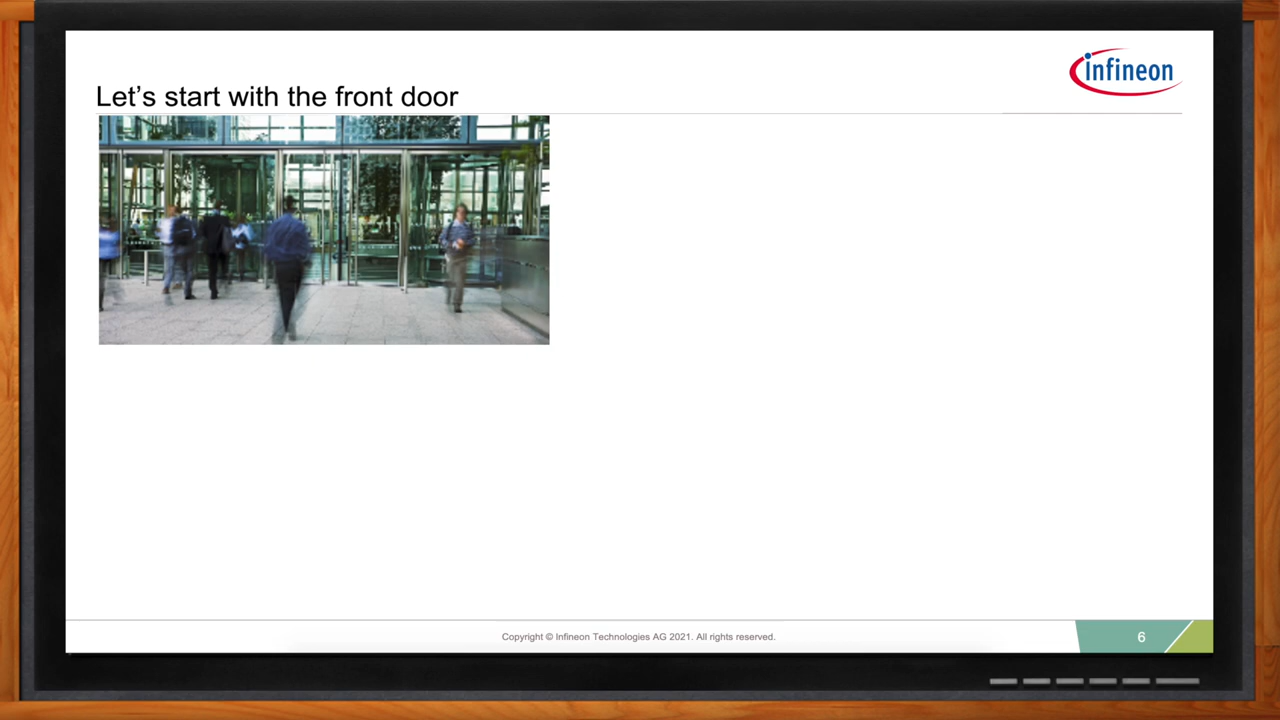 infineon
Let's start with the front door
Copyright © Infineon Technologies AG 2021. All rights reserved.
6